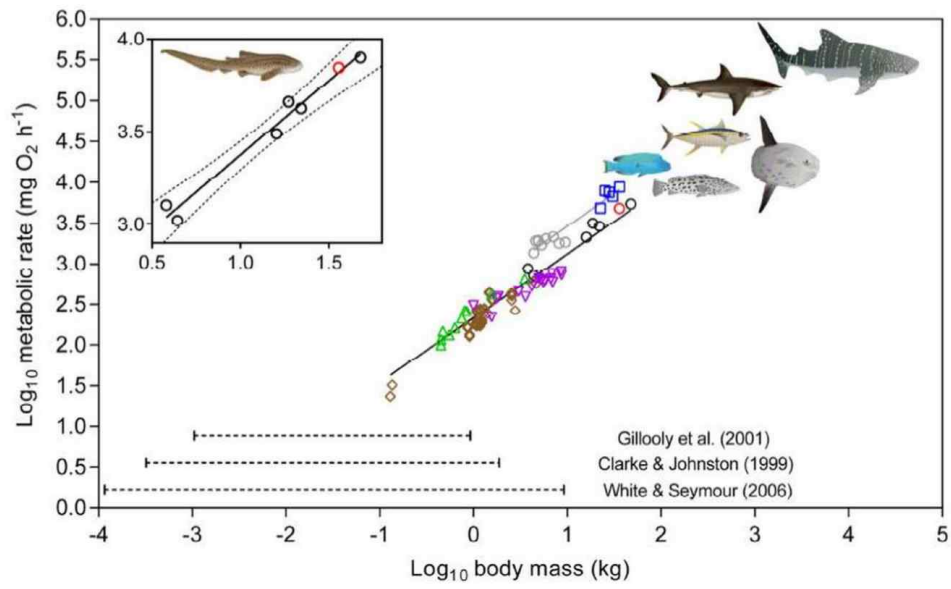 6.0
5.5
5.0
4.5
4.0
3.5
3.0
2.5
2.0
1.5
1.0
0.5
0.0
Log10 metabolic rate (mg O2 h-1)
4.0
3.5
3.0
0.5 1.0 1.5
Gillooly et al. (2001)
Clarke & Johnston (1999)
White & Seymour (2006)
-4 -3 -2 -1 0 1 2 3 4 5
Log10 body mass (kg)